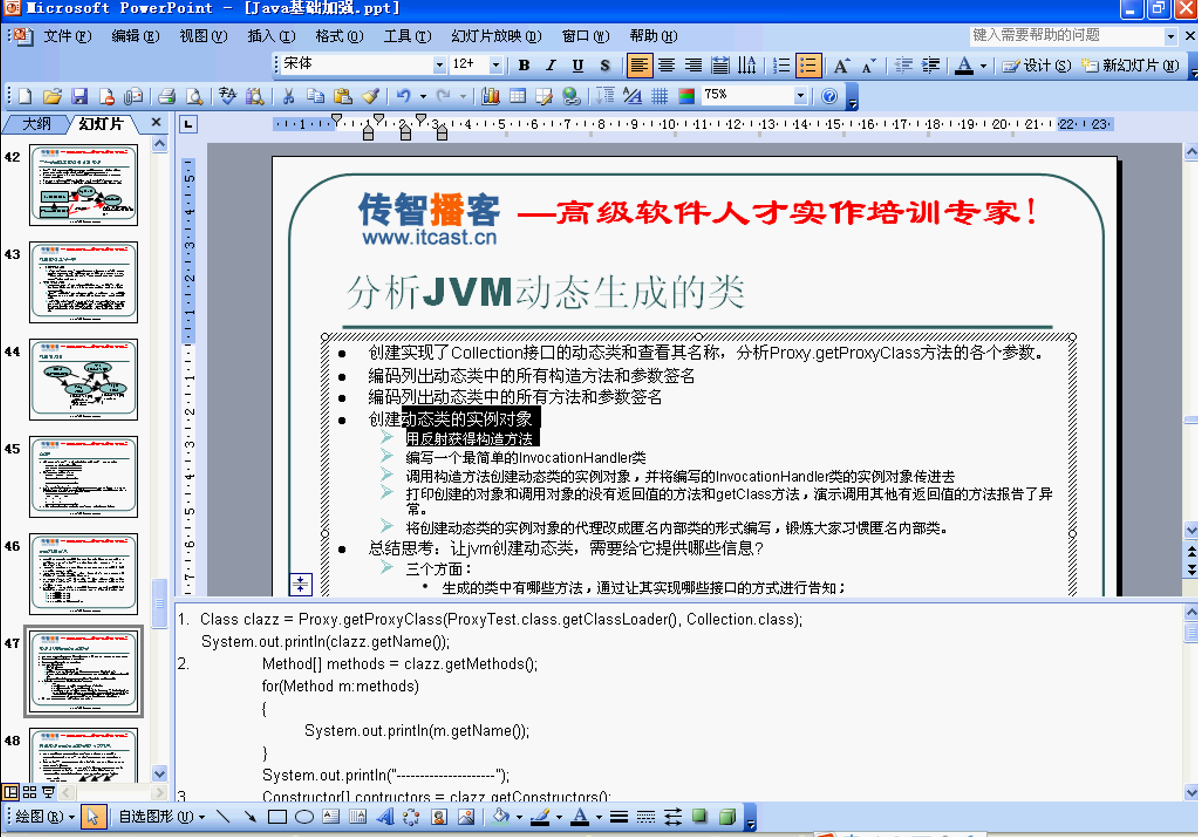 Microsoft PowerPoint - [Java基础加强.ppt]
文件(F) 编辑(E) 视图(V) 插入(I) 格式(O) 工具(T) 幻灯片放映(D) 窗口(W) 帮助(H) 键入需要帮助的问题
宋体 12+ B I U S A A A 设计(S) 新幻灯片(N)
75%
大纲 幻灯片
42
43
44
45
46
47
48
传智播客 —高级软件人才实作培训专家!
www.itcast.cn
分析JVM动态生成的类
创建实现了Collection接口的动态类和查看其名称，分析Proxy.getProxyClass方法的各个参数。
编码列出动态类中的所有构造方法和参数签名
编码列出动态类中的所有方法和参数签名
创建动态类的实例对象
用反射获得构造方法
编写一个最简单的InvocationHandler类
调用构造方法创建动态类的实例对象，并将编写的InvocationHandler类的实例对象传进去
打印创建的对象和调用对象的没有返回值的方法和getClass方法，演示调用其他有返回值的方法报告了异
常。
将创建动态类的实例对象的代理改成匿名内部类的形式编写，锻炼大家习惯匿名内部类。
总结思考：让jvm创建动态类，需要给它提供哪些信息?
三个方面：
生成的类中有哪些方法，通过让其实现哪些接口的方式进行告知；
1. Class clazz = Proxy.getProxyClass(ProxyTest.class.getClassLoader(), Collection.class);
System.out.println(clazz.getName());
2. Method[] methods = clazz.getMethods();
for(Method m:methods)
{
System.out.println(m.getName());
}
System.out.println("---------------------");
3. Constructor[] contructors = clazz.getConstructors();
绘图(R) 自选图形(U)